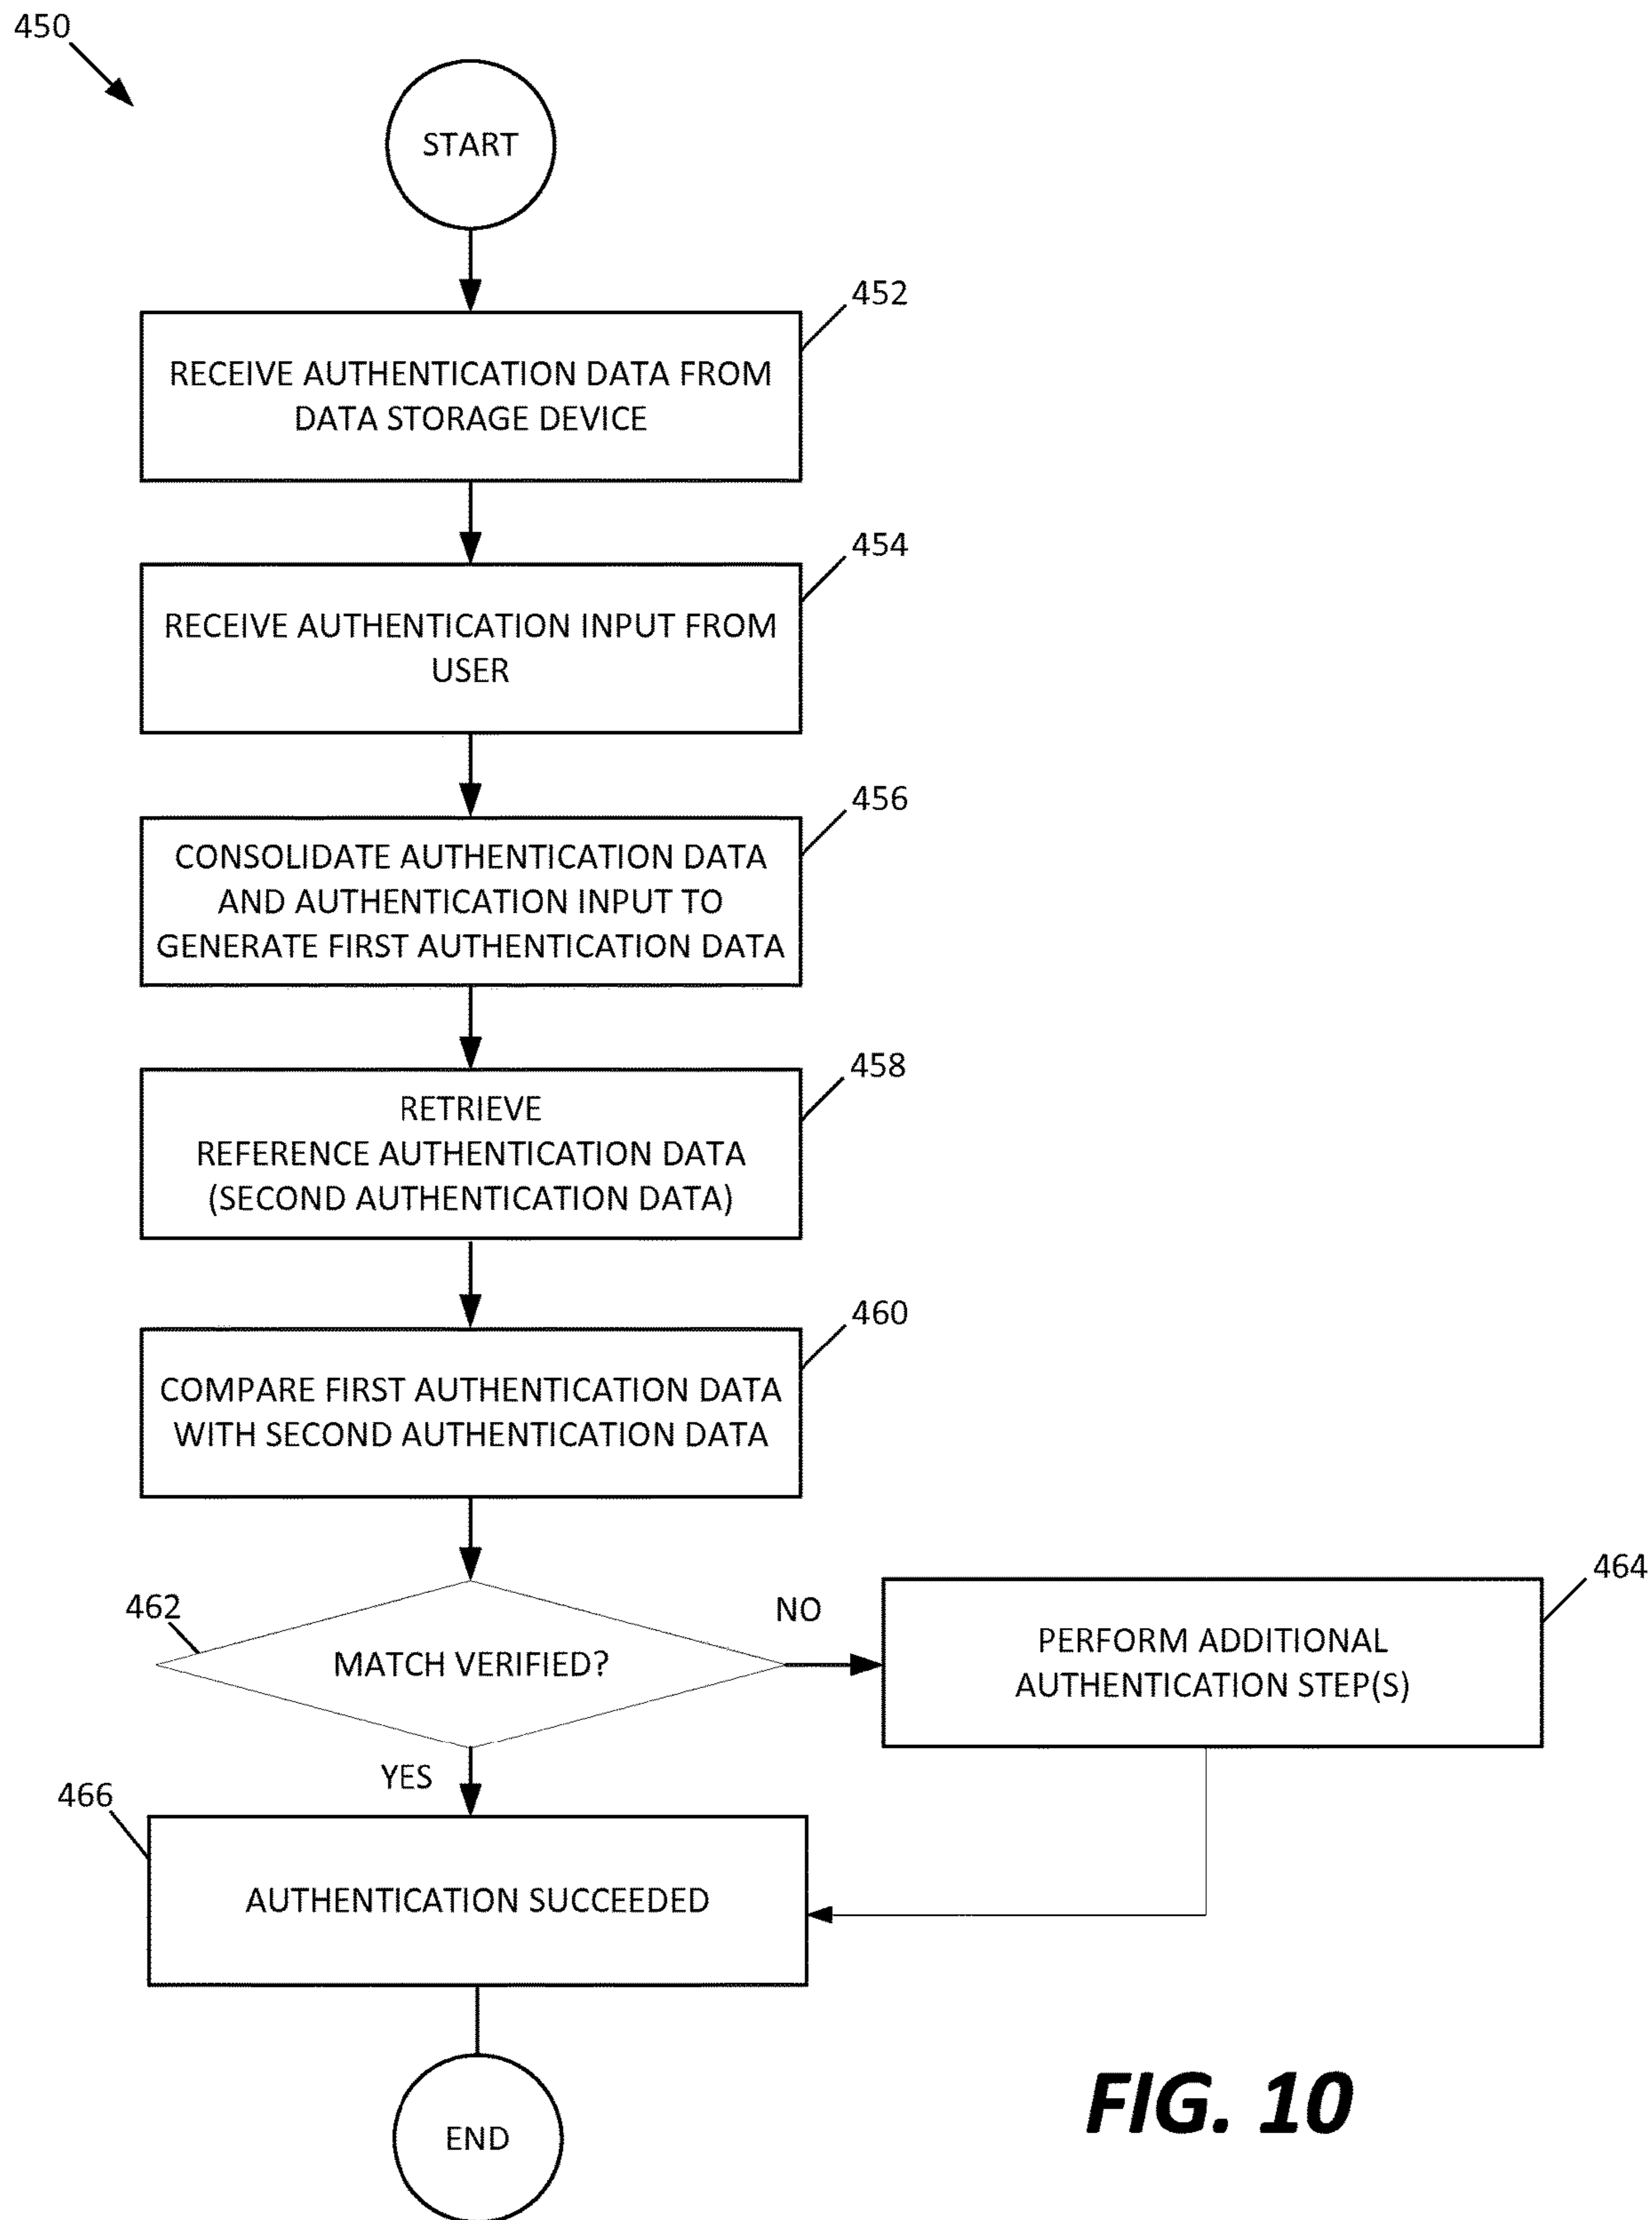 450
START
452
RECEIVE AUTHENTICATION DATA FROM
DATA STORAGE DEVICE
454
RECEIVE AUTHENTICATION INPUT FROM
USER
456
CONSOLIDATE AUTHENTICATION DATA
AND AUTHENTICATION INPUT TO
GENERATE FIRST AUTHENTICATION DATA
458
RETRIEVE
REFERENCE AUTHENTICATION DATA
(SECOND AUTHENTICATION DATA)
460
COMPARE FIRST AUTHENTICATION DATA
WITH SECOND AUTHENTICATION DATA
462
MATCH VERIFIED?
NO
464
PERFORM ADDITIONAL
AUTHENTICATION STEP(S)
YES
466
AUTHENTICATION SUCCEEDED
END
FIG. 10